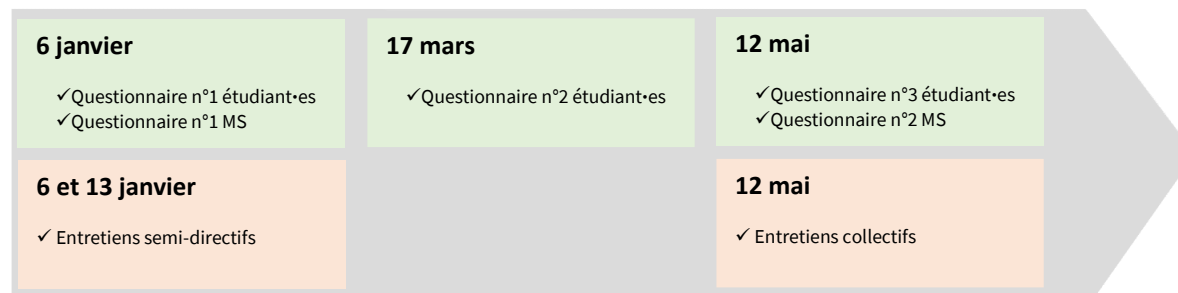 6 janvier
✓Questionnaire n°1 étudiant•es
✓Questionnaire n°1 MS
17 mars
✓Questionnaire n°2 étudiant•es
12 mai
✓Questionnaire n°3 étudiant•es
✓Questionnaire n°2 MS
6 et 13 janvier
✓ Entretiens semi-directifs
12 mai
✓ Entretiens collectifs